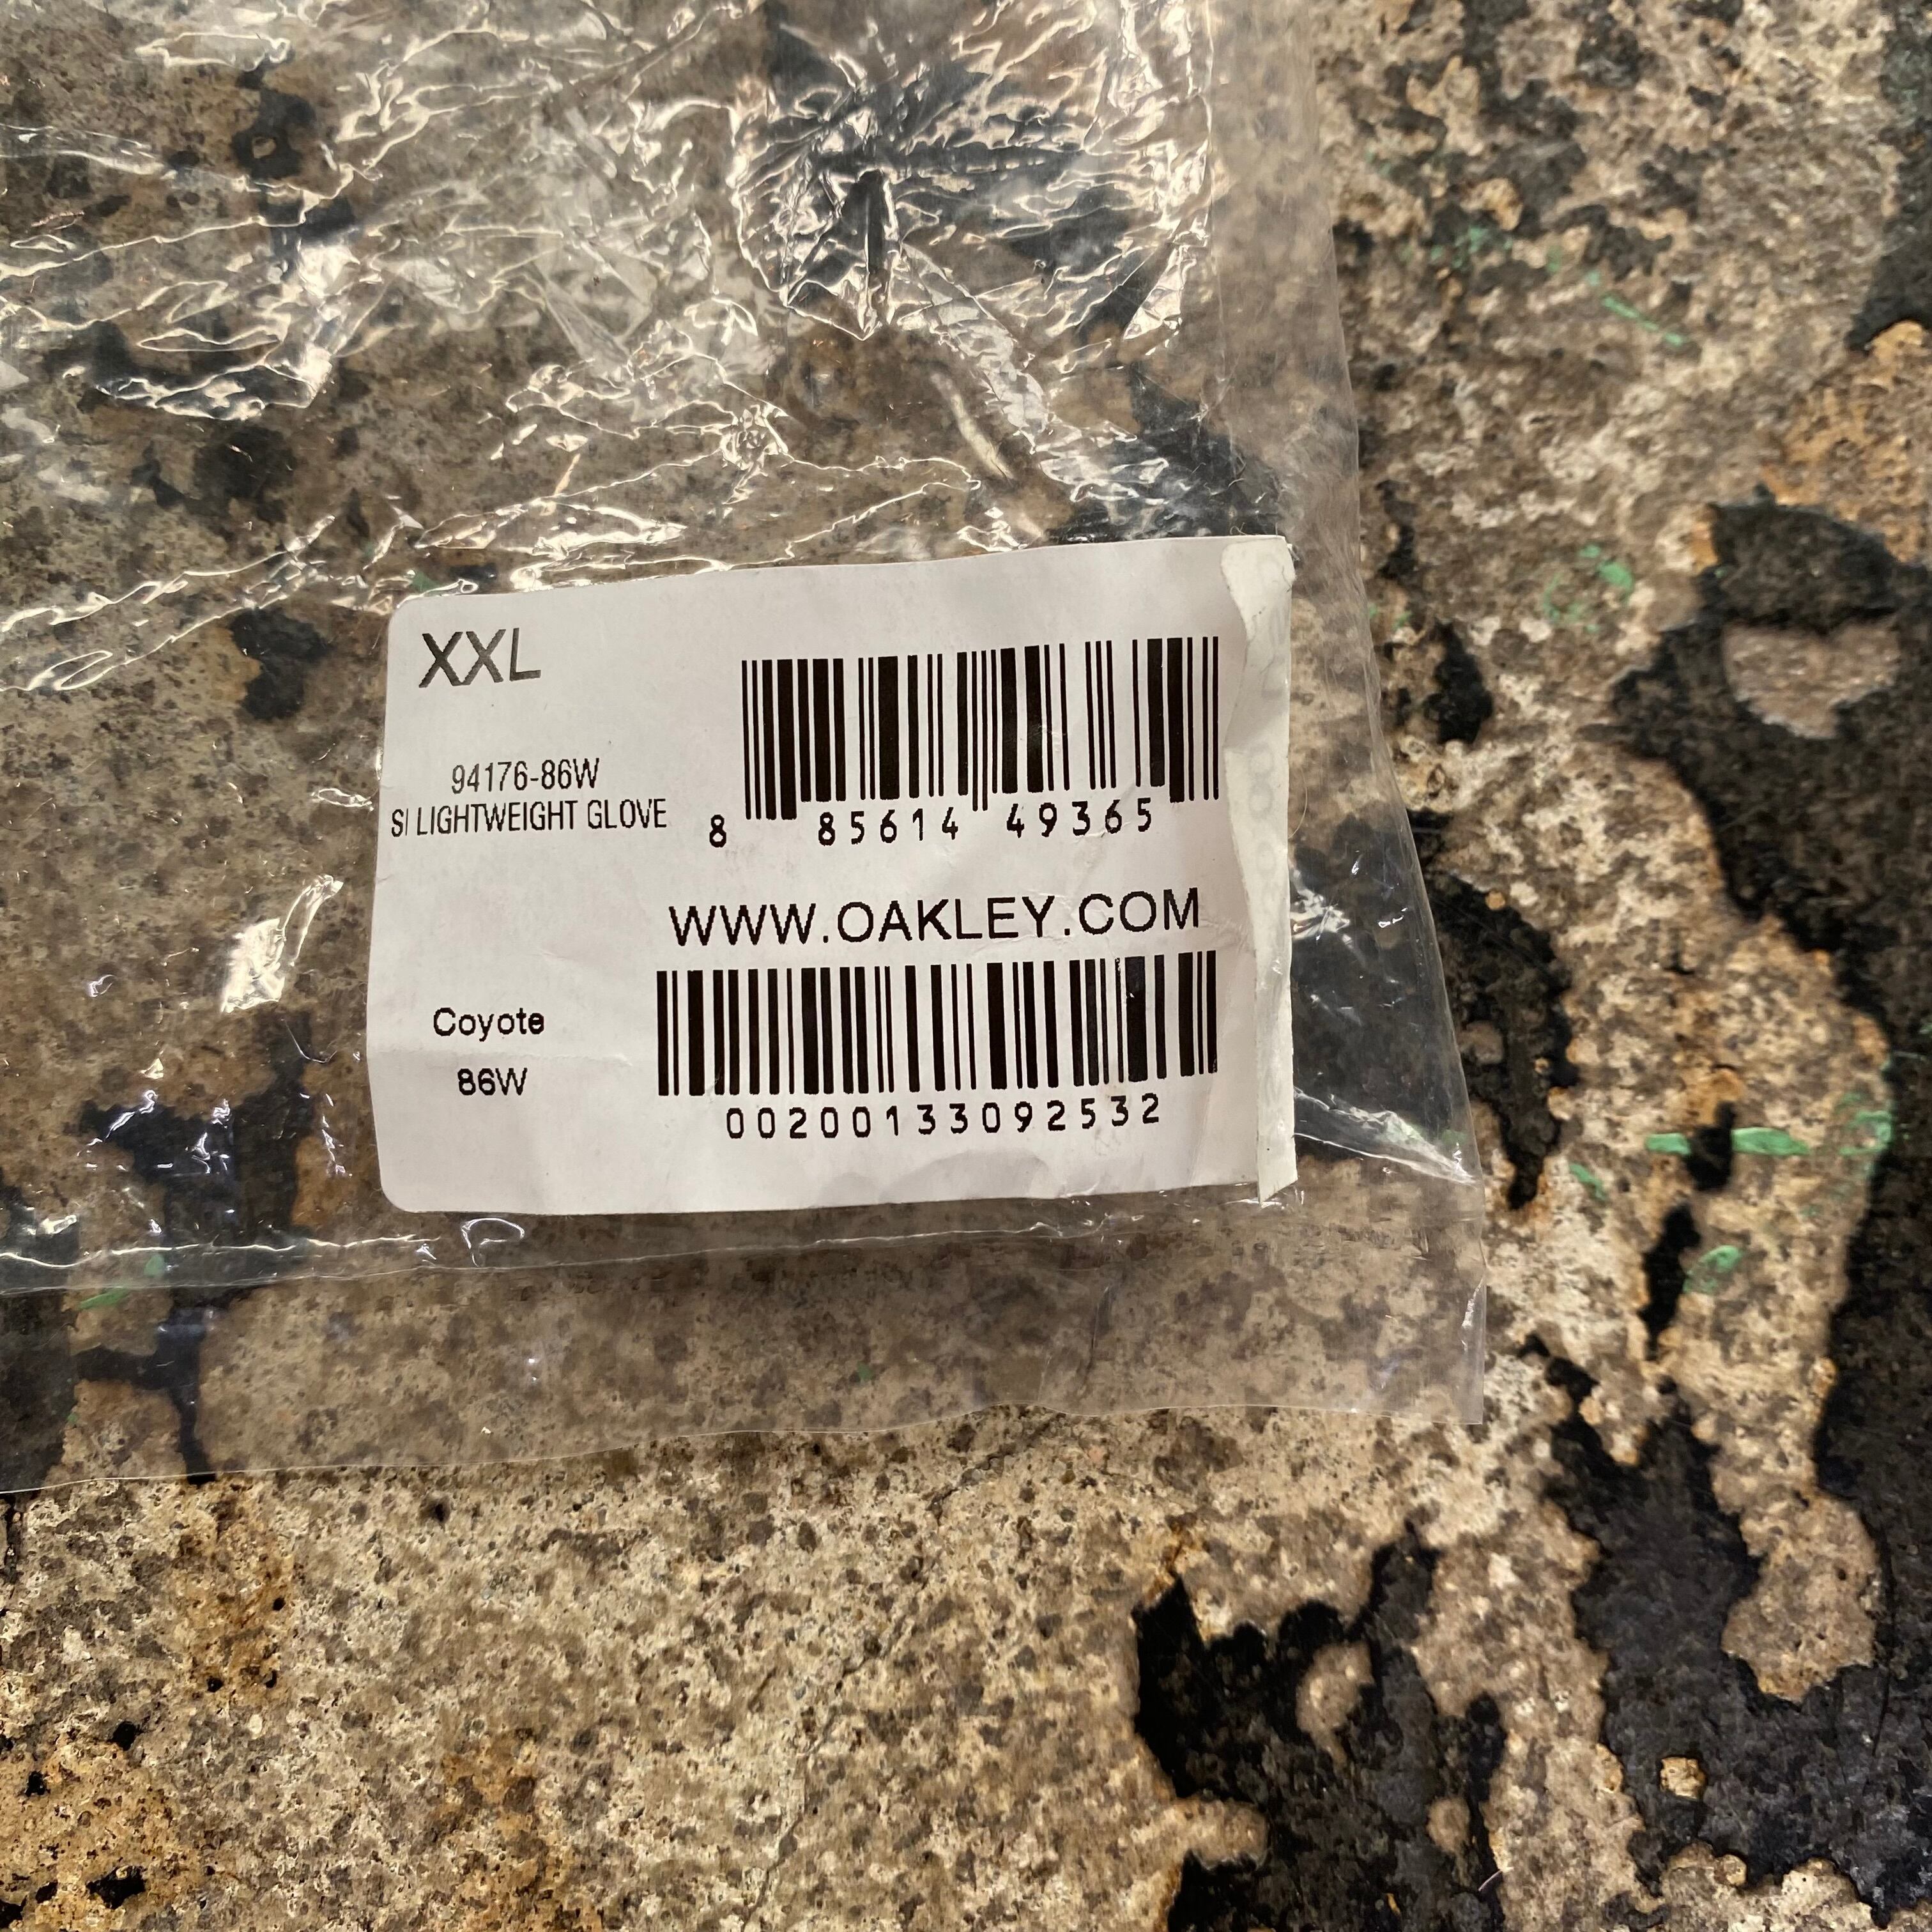 XXL
94176-86W
SI LIGHTWEIGHT GLOVE
8 85614 49365
WWW.OAKLEY.COM
Coyote
86W
00200133092532